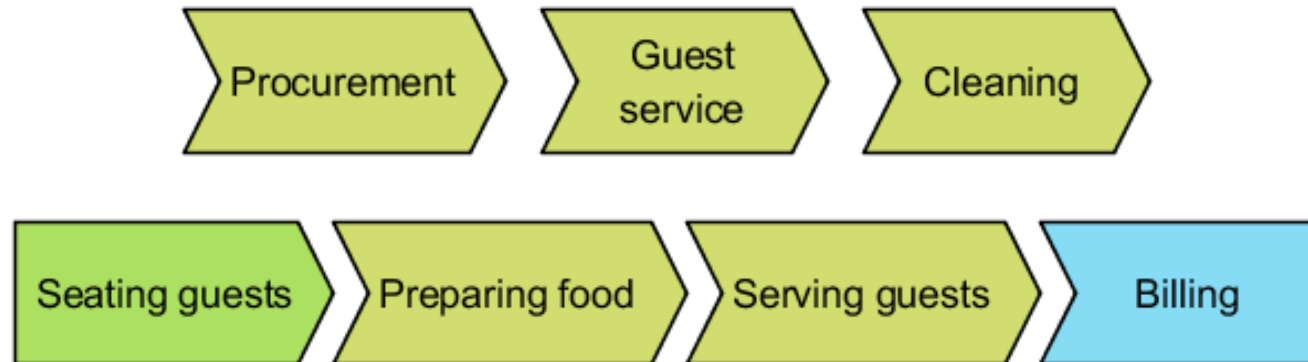 Procurement
Guest
service
Cleaning
Seating guests
Preparing food
Serving guests
Billing